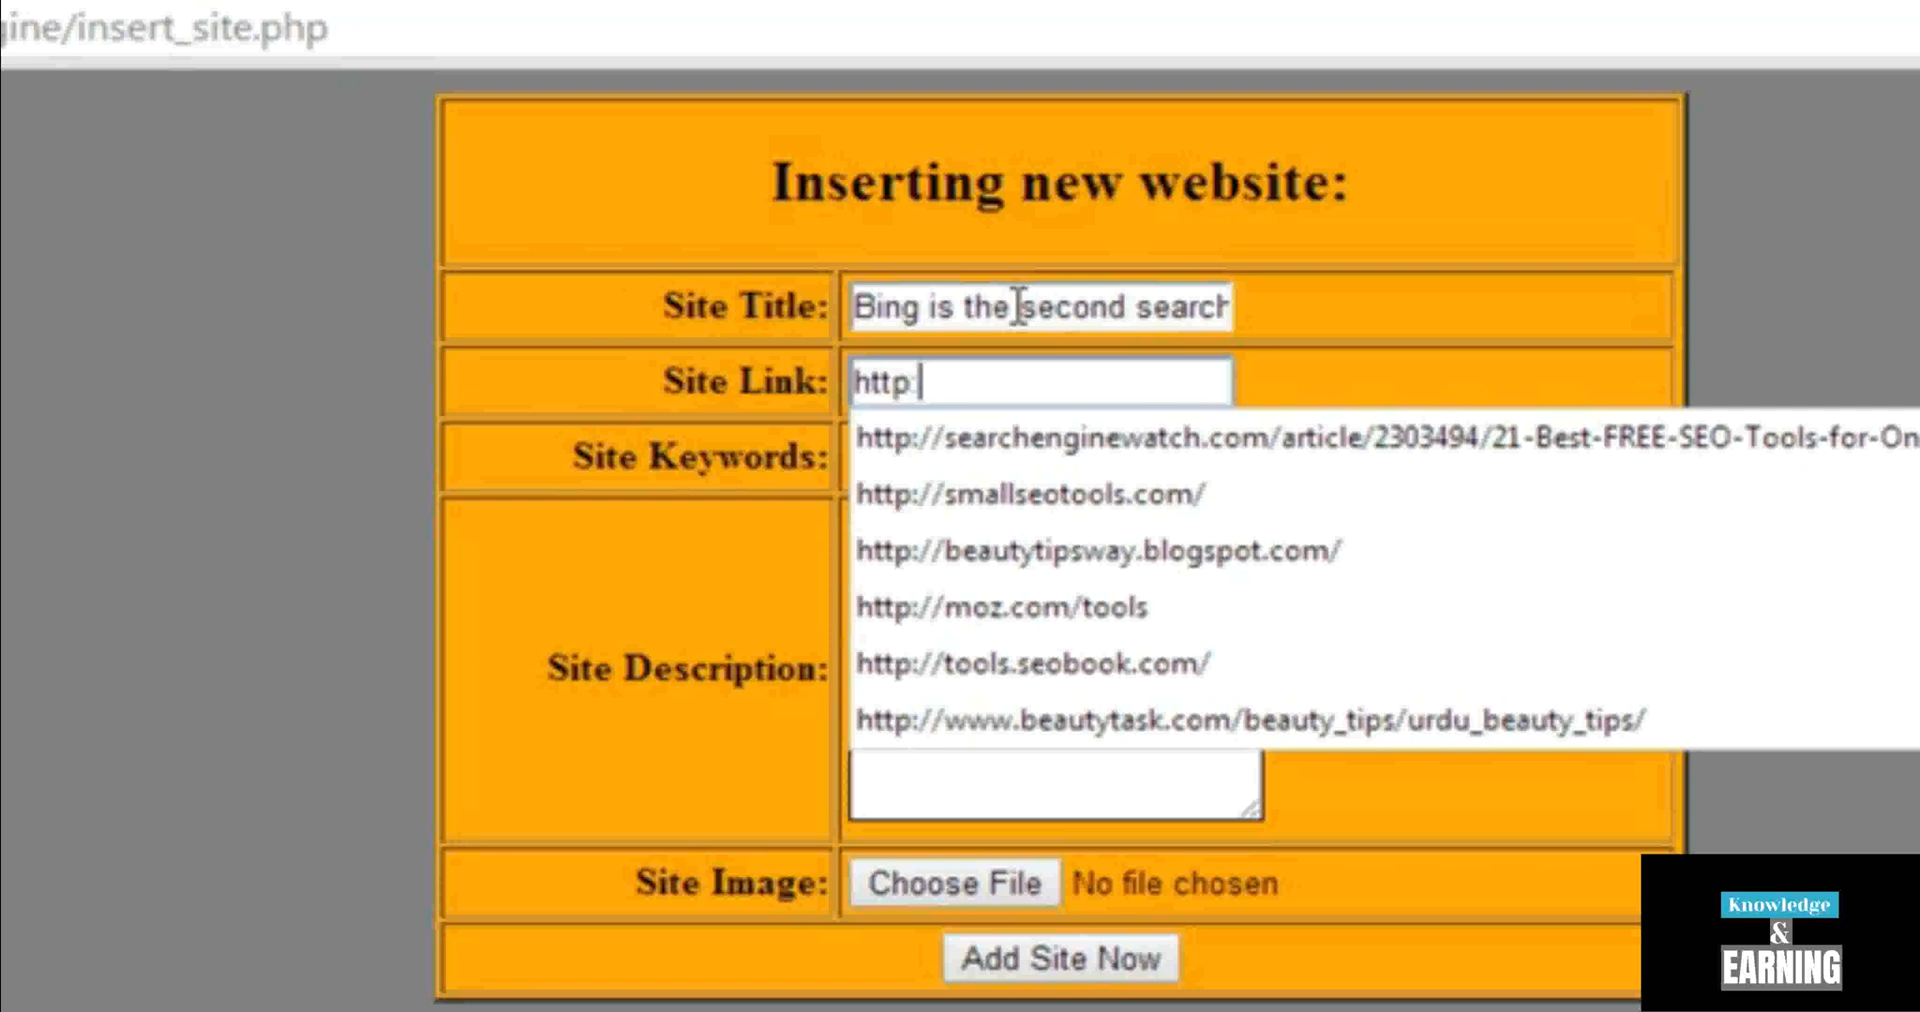 gine/insert_site.php
Inserting new website:
Site Title: Bing is the second search
Site Link: http:
http://searchenginewatch.com/article/2303494/21-Best-FREE-SEO-Tools-for-On
Site Keywords:
http://smallseotools.com/
http://beautytipsway.blogspot.com/
http://moz.com/tools
Site Description:
http://tools.seobook.com/
http://www.beautytask.com/beauty_tips/urdu_beauty_tips/
Site Image: Choose File No file chosen
Add Site Now
Knowledge
&
EARNING